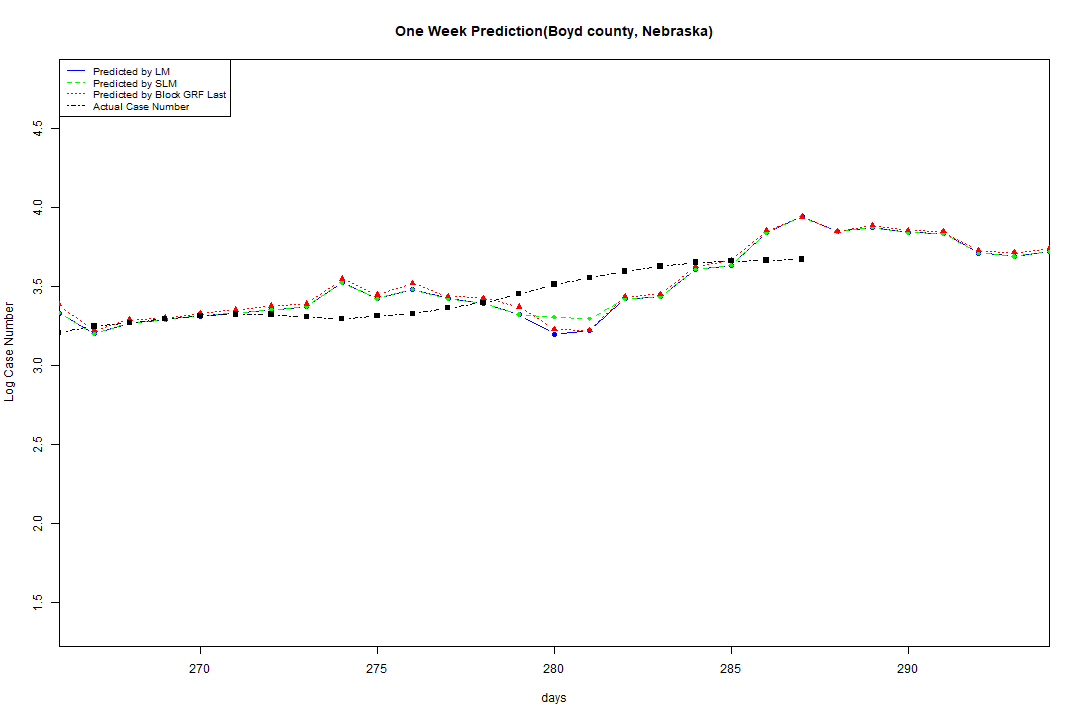 One Week Prediction(Boyd county, Nebraska)
Predicted by LM
Predicted by SLM
Predicted by Block GRF Last
Actual Case Number
4.5
4.0
3.5
3.0
2.5
2.0
1.5
Log Case Number
270
275
280
285
290
days